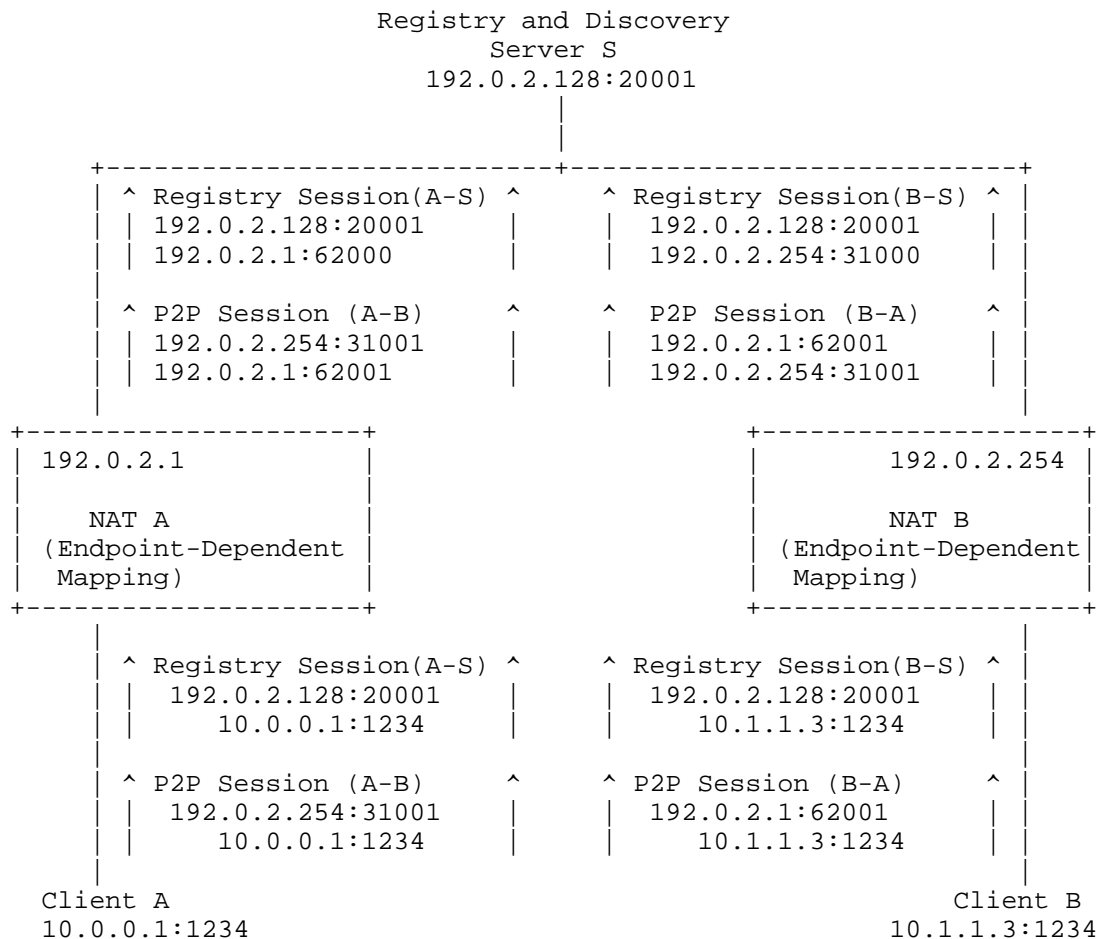 Registry and Discovery
Server S
192.0.2.128:20001
|
|
+----------------------------+----------------------------+
| ^ Registry Session(A-S) ^     ^ Registry Session(B-S) ^ |
| | 192.0.2.128:20001     |     | 192.0.2.128:20001     | |
| | 192.0.2.1:62000       |     | 192.0.2.254:31000     | |
|                                                         |
| ^ P2P Session (A-B)     ^     ^  P2P Session (B-A)    ^ |
| | 192.0.2.254:31001     |     | 192.0.2.1:62001       | |
| | 192.0.2.1:62001       |     | 192.0.2.254:31001     | |
|                                                         |
+---------------------+                       +--------------------+
| 192.0.2.1           |                       |        192.0.2.254 |
|                     |                       |                    |
|    NAT A            |                       |        NAT B       |
| (Endpoint-Dependent |                       | (Endpoint-Dependent|
|  Mapping)           |                       |  Mapping)          |
+---------------------+                       +--------------------+
|                                                         |
| ^ Registry Session(A-S) ^     ^ Registry Session(B-S) ^ |
| |  192.0.2.128:20001    |     | 192.0.2.128:20001     | |
| |     10.0.0.1:1234     |     |    10.1.1.3:1234      | |
|                                                         |
| ^ P2P Session (A-B)     ^     ^ P2P Session (B-A)     ^ |
| |  192.0.2.254:31001    |     | 192.0.2.1:62001       | |
| |     10.0.0.1:1234     |     |    10.1.1.3:1234      | |
|                                                         |
Client A                                                 Client B
10.0.0.1:1234                                        10.1.1.3:1234